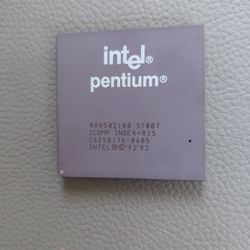 intel®
pentium®
A80502100 SY007
ICOMP INDEX=815
C6250176-0605
INTEL Ⓜ©'92'93